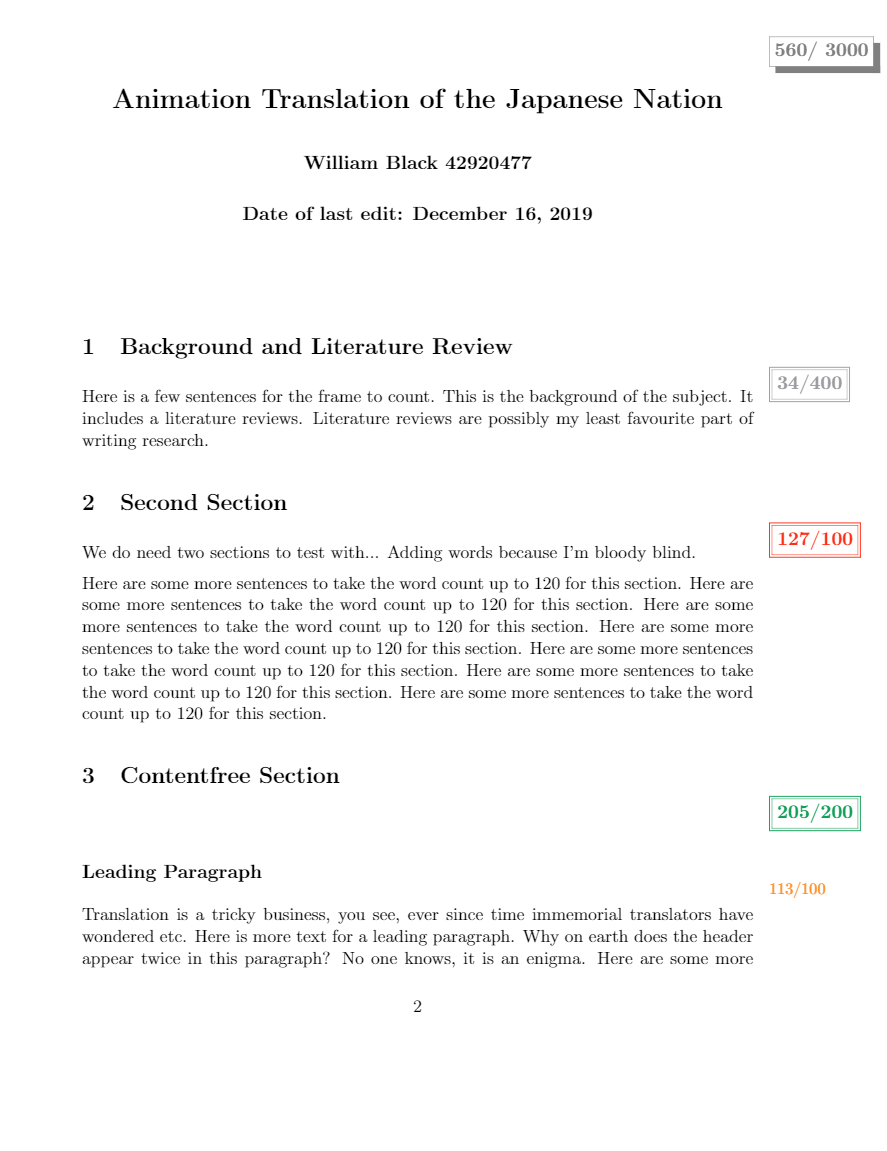 560/ 3000
Animation Translation of the Japanese Nation
William Black 42920477
Date of last edit: December 16, 2019
1 Background and Literature Review
34/400
Here is a few sentences for the frame to count. This is the background of the subject. It
includes a literature reviews. Literature reviews are possibly my least favourite part of
writing research.
2 Second Section
127/100
We do need two sections to test with... Adding words because I'm bloody blind.
Here are some more sentences to take the word count up to 120 for this section. Here are
some more sentences to take the word count up to 120 for this section. Here are some
more sentences to take the word count up to 120 for this section. Here are some more
sentences to take the word count up to 120 for this section. Here are some more sentences
to take the word count up to 120 for this section. Here are some more sentences to take
the word count up to 120 for this section. Here are some more sentences to take the word
count up to 120 for this section.
3 Contentfree Section
205/200
Leading Paragraph
113/100
Translation is a tricky business, you see, ever since time immemorial translators have
wondered etc. Here is more text for a leading paragraph. Why on earth does the header
appear twice in this paragraph? No one knows, it is an enigma. Here are some more
2